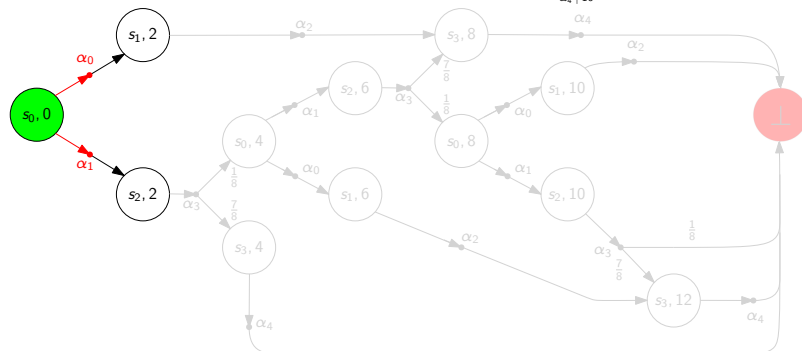 α₄
s₁, 2
α₂
s₃, 8
α₂
α₀
7/8
s₂, 6
s₁, 10
α₃
s₀, 0
α₁
1/8
α₀
⊥
s₀, 4
s₀, 8
α₁
α₀
α₁
1/8
s₂, 2
s₁, 6
s₂, 10
α₃
7/8
1/8
α₂
s₃, 4
α₃
7/8
s₃, 12
α₄
α₄